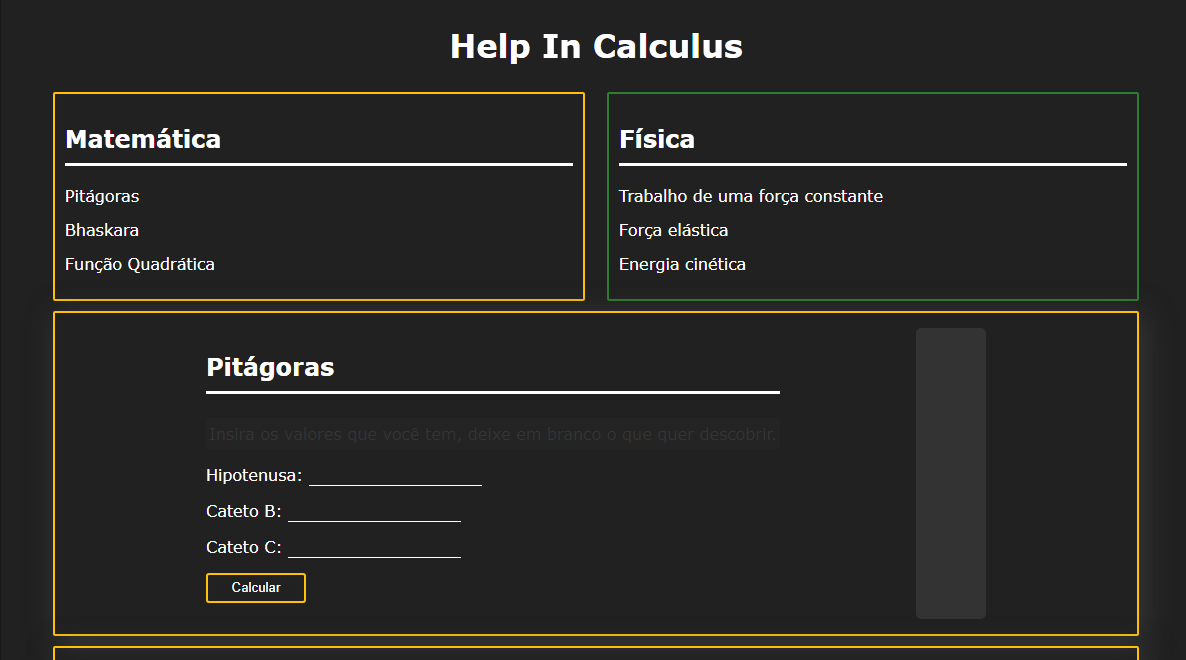 Help In Calculus
Matemática
Pitágoras
Bhaskara
Função Quadrática
Física
Trabalho de uma força constante
Força elástica
Energia cinética
Pitágoras
Insira os valores que você tem, deixe em branco o que quer descobrir.
Hipotenusa:
Cateto B:
Cateto C:
Calcular